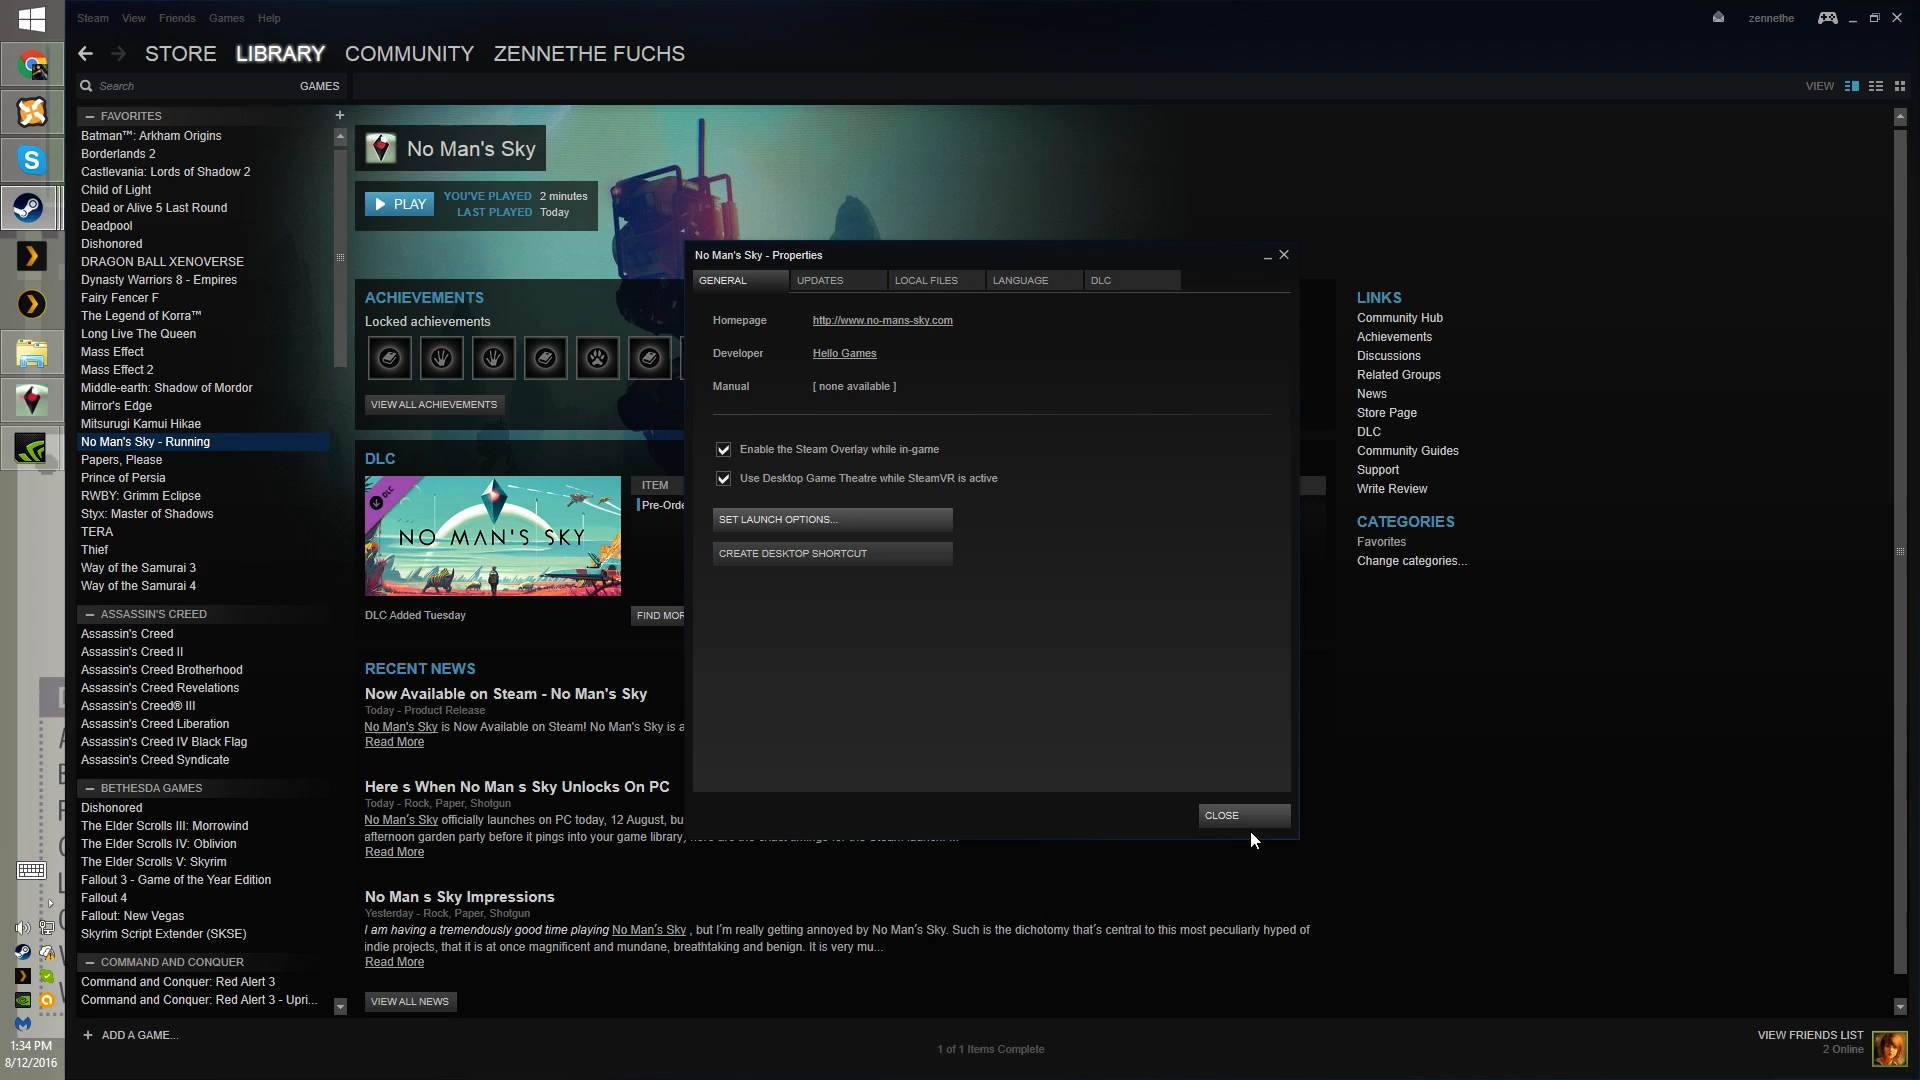 Steam View Friends Games Help
zennethe
STORE LIBRARY COMMUNITY ZENNETHE FUCHS
Search GAMES
VIEW
FAVORITES
Batman™: Arkham Origins
Borderlands 2
Castlevania: Lords of Shadow 2
Child of Light
Dead or Alive 5 Last Round
Deadpool
Dishonored
DRAGON BALL XENOVERSE
Dynasty Warriors 8 - Empires
Fairy Fencer F
The Legend of Korra™
Long Live The Queen
Mass Effect
Mass Effect 2
Middle-earth: Shadow of Mordor
Mirror's Edge
Mitsurugi Kamui Hikae
No Man's Sky - Running
Papers, Please
Prince of Persia
RWBY: Grimm Eclipse
Styx: Master of Shadows
TERA
Thief
Way of the Samurai 3
Way of the Samurai 4
ASSASSIN'S CREED
Assassin's Creed
Assassin's Creed II
Assassin's Creed Brotherhood
Assassin's Creed Revelations
Assassin's Creed® III
Assassin's Creed Liberation
Assassin's Creed IV Black Flag
Assassin's Creed Syndicate
BETHESDA GAMES
Dishonored
The Elder Scrolls III: Morrowind
The Elder Scrolls IV: Oblivion
The Elder Scrolls V: Skyrim
Fallout 3 - Game of the Year Edition
Fallout 4
Fallout: New Vegas
Skyrim Script Extender (SKSE)
COMMAND AND CONQUER
Command and Conquer: Red Alert 3
Command and Conquer: Red Alert 3 - Upri...
ADD A GAME...
1:34 PM
8/12/2016
No Man's Sky
PLAY
YOU'VE PLAYED 2 minutes
LAST PLAYED Today
ACHIEVEMENTS
Locked achievements
VIEW ALL ACHIEVEMENTS
DLC
DLC
NO MAN'S SKY
ITEM
Pre-Orde
DLC Added Tuesday
FIND MOR
RECENT NEWS
Now Available on Steam - No Man's Sky
Today - Product Release
No Man's Sky is Now Available on Steam! No Man's Sky is a
Read More
Here s When No Man s Sky Unlocks On PC
Today - Rock, Paper, Shotgun
No Man's Sky officially launches on PC today, 12 August, bu
afternoon garden party before it pings into your game library,
Read More
No Man s Sky Impressions
Yesterday - Rock, Paper, Shotgun
I am having a tremendously good time playing No Man's Sky , but I'm really getting annoyed by No Man's Sky. Such is the dichotomy that's central to this most peculiarly hyped of
indie projects, that it is at once magnificent and mundane, breathtaking and benign. It is very mu...
Read More
VIEW ALL NEWS
No Man's Sky - Properties
GENERAL UPDATES LOCAL FILES LANGUAGE DLC
Homepage http://www.no-mans-sky.com
Developer Hello Games
Manual [ none available ]
Enable the Steam Overlay while in-game
Use Desktop Game Theatre while SteamVR is active
SET LAUNCH OPTIONS...
CREATE DESKTOP SHORTCUT
CLOSE
LINKS
Community Hub
Achievements
Discussions
Related Groups
News
Store Page
DLC
Community Guides
Support
Write Review
CATEGORIES
Favorites
Change categories...
1 of 1 Items Complete
VIEW FRIENDS LIST
2 Online